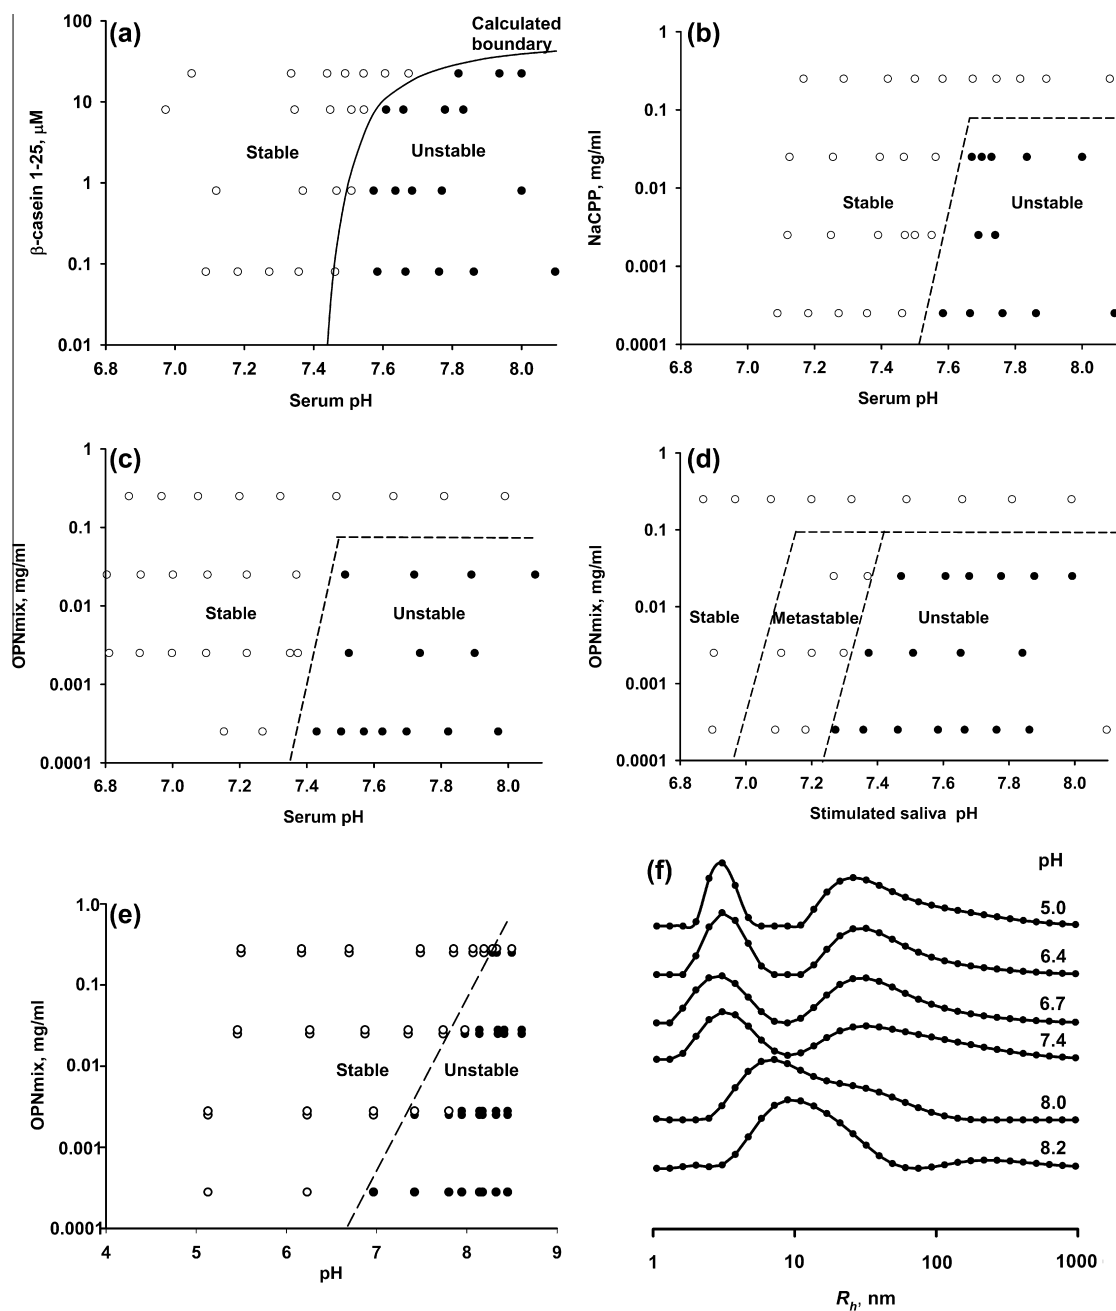 (a)
Calculated
boundary
100
10
1
0.1
0.01
β-casein 1-25, μM
Stable
Unstable
6.8 7.0 7.2 7.4 7.6 7.8 8.0
Serum pH
(b)
1
0.1
0.01
0.001
0.0001
NaCPP, mg/ml
Stable
Unstable
6.8 7.0 7.2 7.4 7.6 7.8 8.0
Serum pH
(c)
1
0.1
0.01
0.001
0.0001
OPNmix, mg/ml
Stable
Unstable
6.8 7.0 7.2 7.4 7.6 7.8 8.0
Serum pH
(d)
1
0.1
0.01
0.001
0.0001
OPNmix, mg/ml
Stable
Metastable
Unstable
6.8 7.0 7.2 7.4 7.6 7.8 8.0
Stimulated saliva pH
(e)
1.0
0.1
0.01
0.001
0.0001
OPNmix, mg/ml
Stable
Unstable
4 5 6 7 8 9
pH
(f)
pH
5.0
6.4
6.7
7.4
8.0
8.2
1 10 100 1000
Rh, nm